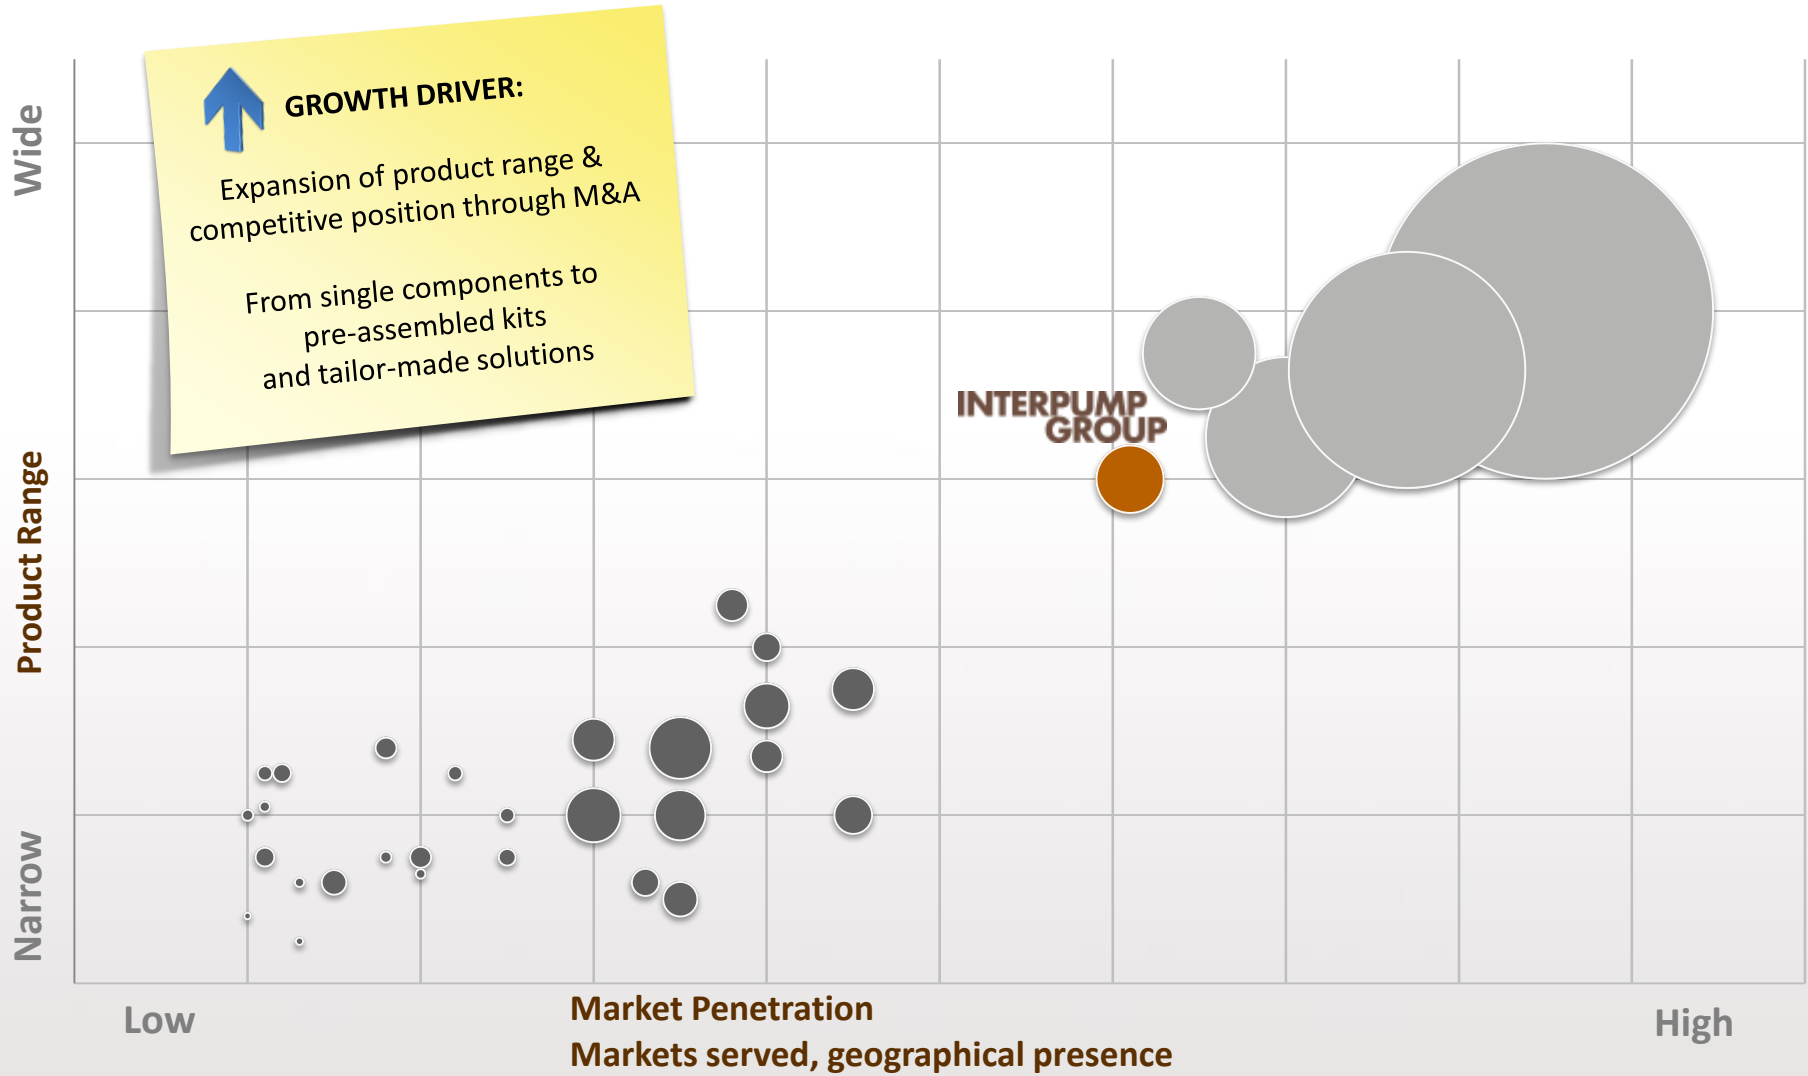 GROWTH DRIVER:
Expansion of product range &
competitive position through M&A
From single components to
pre-assembled kits
and tailor-made solutions
Wide
Product Range
Narrow
INTERPUMP
GROUP
Low
Market Penetration
Markets served, geographical presence
High